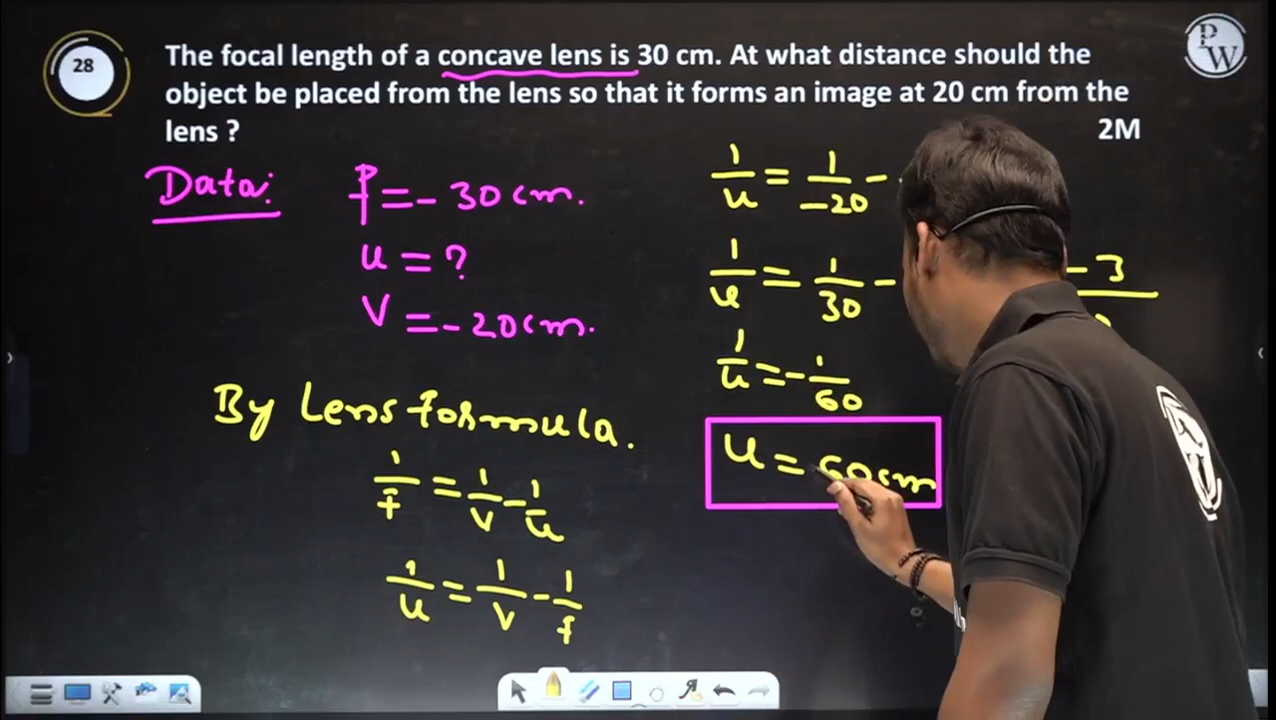 28
The focal length of a concave lens is 30 cm. At what distance should the
object be placed from the lens so that it forms an image at 20 cm from the
lens ?
2M
PW
Data:
f = - 30 cm.
u = ?
V = - 20 cm.
By Lens formula.
1/f = 1/v - 1/u
1/u = 1/v - 1/f
1/u = 1/-20 -
1/u = 1/30 -
- 3
1/u = - 1/60
u = 60 cm